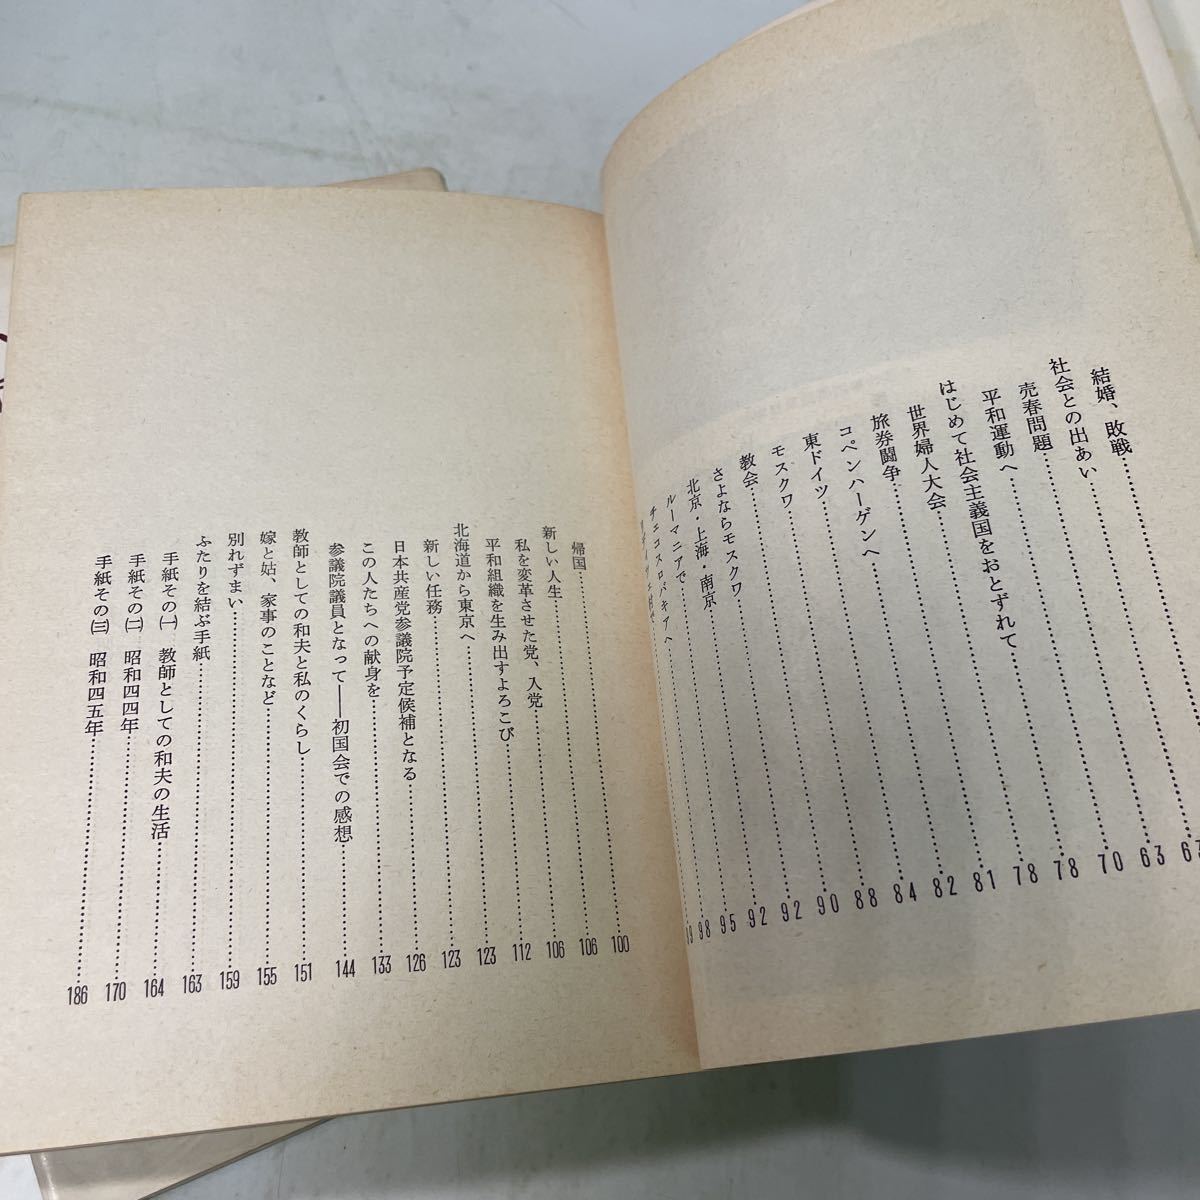 結婚、敗戦
社会との出あい……63
売春問題……70
平和運動へ……78
はじめて社会主義国をおとずれて……78
世界婦人大会……81
旅券闘争……82
コペンハーゲンへ……84
東ドイツ……88
モスクワ……90
教会……92
さよならモスクワ……92
北京・上海・南京……95
ルーマニアで……98
チェコスロバキアへ
帰国……100
新しい人生……106
私を変革させた党、入党……106
平和組織を生み出すよろこび……112
北海道から東京へ……123
新しい任務……123
日本共産党参議院予定候補となる……126
この人たちへの献身を……133
参議院議員となって――初国会での感想……144
教師としての和夫と私のくらし……151
嫁と姑、家事のことなど……155
別れずまい……159
ふたりを結ぶ手紙……163
手紙その㈠ 教師としての和夫の生活……164
手紙その㈡ 昭和四四年……170
手紙その㈢ 昭和四五年……186